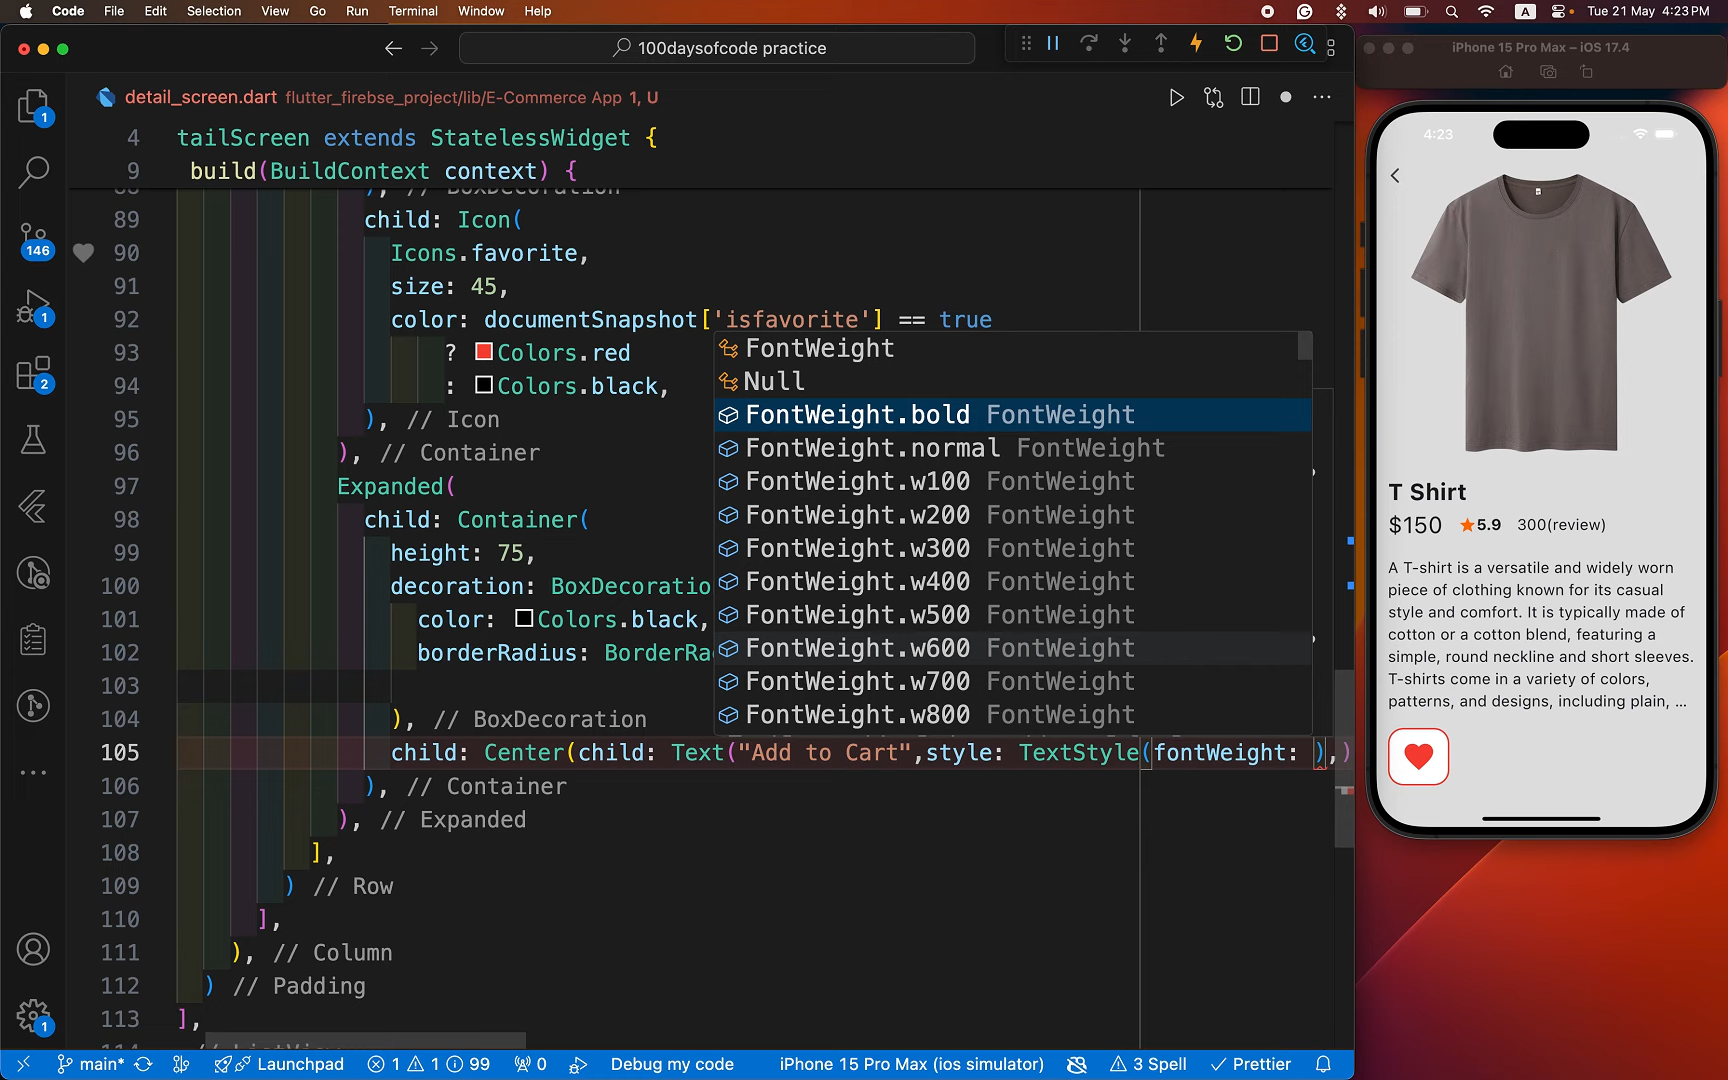 Code File Edit Selection View Go Run Terminal Window Help
A Tue 21 May 4:23 PM
100daysofcode practice
detail_screen.dart flutter_firebse_project/lib/E-Commerce App 1, U
4 tailScreen extends StatelessWidget {
9 build(BuildContext context) {
), // BoxDecoration
89 child: Icon(
90 Icons.favorite,
91 size: 45,
92 color: documentSnapshot['isfavorite'] == true
93 ? Colors.red
94 : Colors.black,
95 ), // Icon
96 ), // Container
97 Expanded(
98 child: Container(
99 height: 75,
100 decoration: BoxDecoratio
101 color: Colors.black,
102 borderRadius: BorderRa
103
104 ), // BoxDecoration
105 child: Center(child: Text("Add to Cart",style: TextStyle(fontWeight: ),)
106 ), // Container
107 ), // Expanded
108 ],
109 ) // Row
110 ],
111 ), // Column
112 ) // Padding
113 ],
FontWeight
Null
FontWeight.bold FontWeight
FontWeight.normal FontWeight
FontWeight.w100 FontWeight
FontWeight.w200 FontWeight
FontWeight.w300 FontWeight
FontWeight.w400 FontWeight
FontWeight.w500 FontWeight
FontWeight.w600 FontWeight
FontWeight.w700 FontWeight
FontWeight.w800 FontWeight
1
146
1
2
1
main* Launchpad 1 1 99 0 Debug my code iPhone 15 Pro Max (ios simulator) 3 Spell Prettier
iPhone 15 Pro Max – iOS 17.4
4:23
T Shirt
$150 5.9 300(review)
A T-shirt is a versatile and widely worn
piece of clothing known for its casual
style and comfort. It is typically made of
cotton or a cotton blend, featuring a
simple, round neckline and short sleeves.
T-shirts come in a variety of colors,
patterns, and designs, including plain, ...